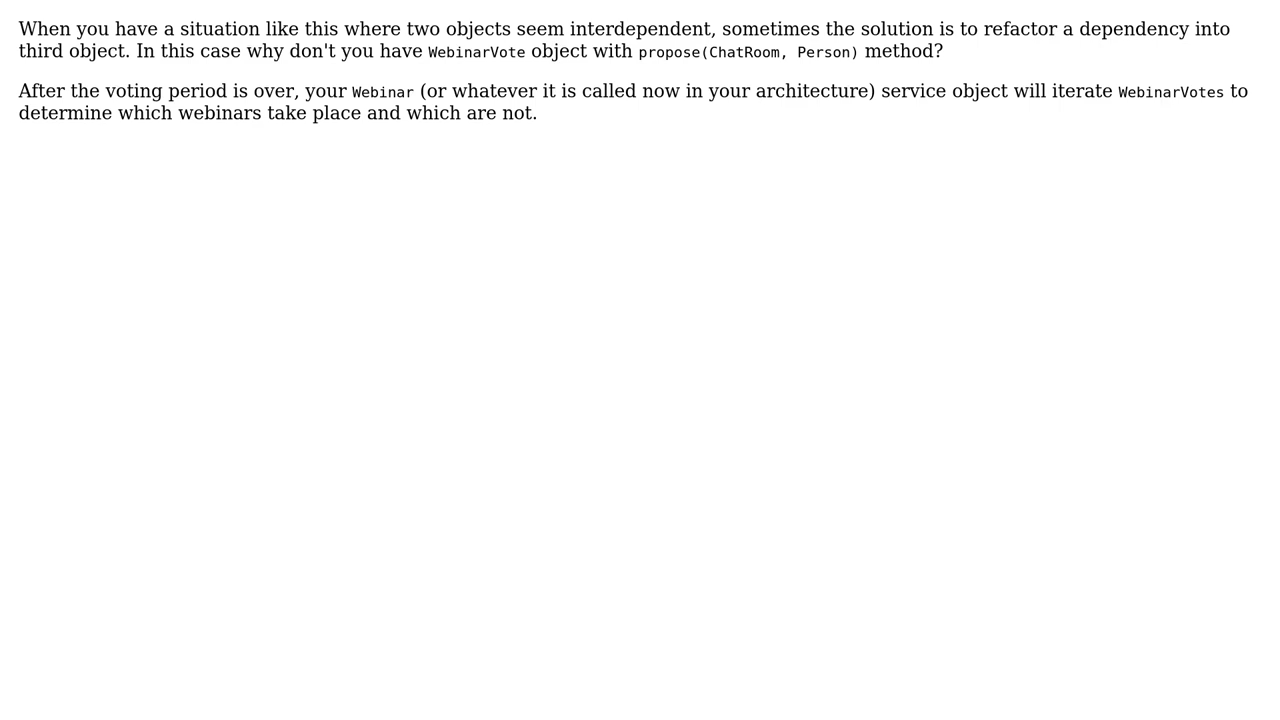 When you have a situation like this where two objects seem interdependent, sometimes the solution is to refactor a dependency into
third object. In this case why don't you have WebinarVote object with propose(ChatRoom, Person) method?
After the voting period is over, your Webinar (or whatever it is called now in your architecture) service object will iterate WebinarVotes to
determine which webinars take place and which are not.